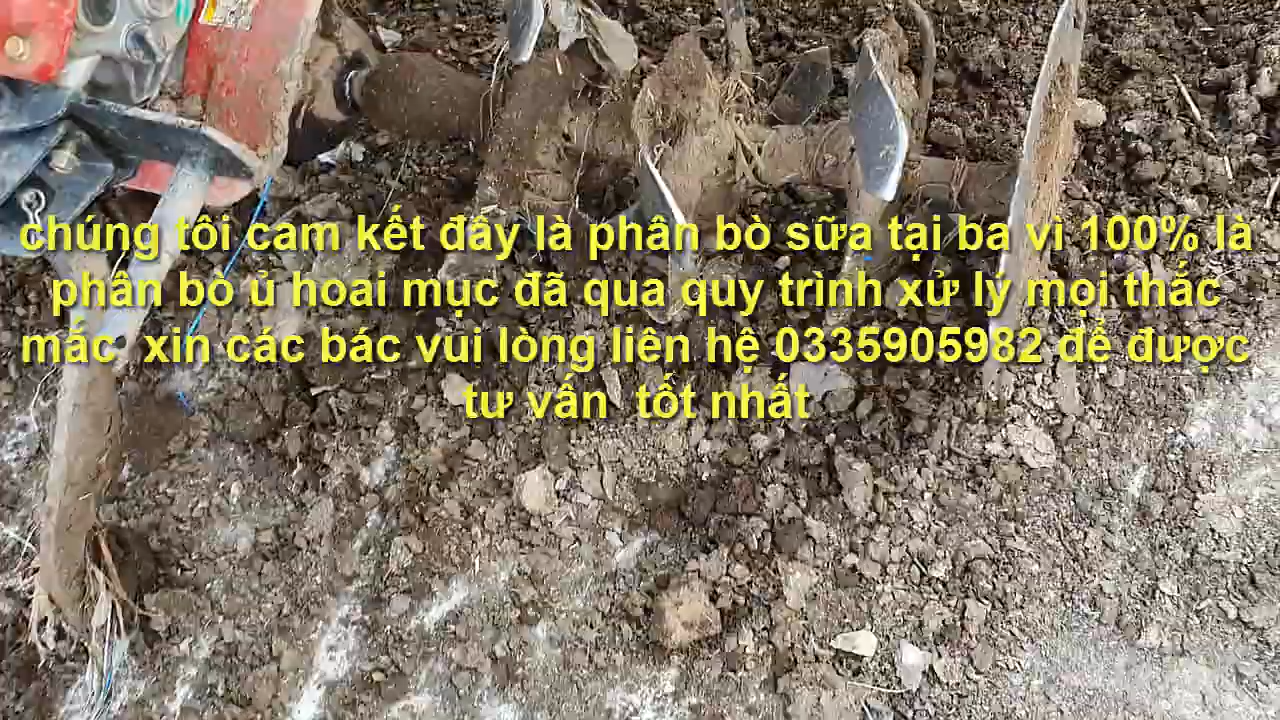 chúng tôi cam kết đây là phân bò sữa tại ba vì 100% là
phân bò ủ hoai mục đã qua quy trình xử lý mọi thắc
mắc  xin các bác vui lòng liên hệ 0335905982 để được
tư vấn  tốt nhất